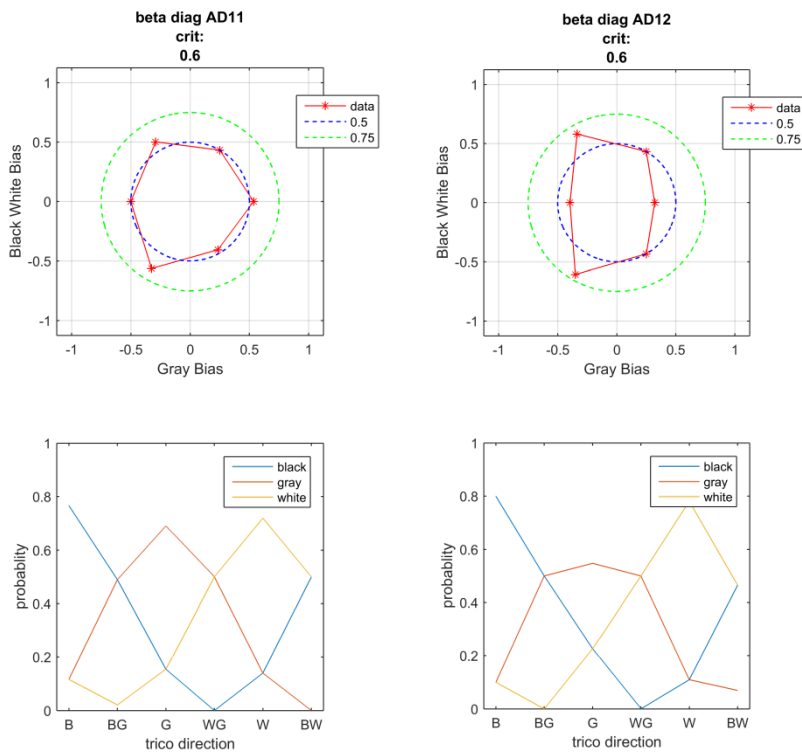 beta diag AD11
crit:
0.6
1
0.5
0
-0.5
-1
Black White Bias
-1 -0.5 0 0.5 1
Gray Bias
data
0.5
0.75
beta diag AD12
crit:
0.6
1
0.5
0
-0.5
-1
Black White Bias
-1 -0.5 0 0.5 1
Gray Bias
data
0.5
0.75
1
0.8
0.6
0.4
0.2
0
probablity
B BG G WG W BW
trico direction
black
gray
white
1
0.8
0.6
0.4
0.2
0
probablity
B BG G WG W BW
trico direction
black
gray
white